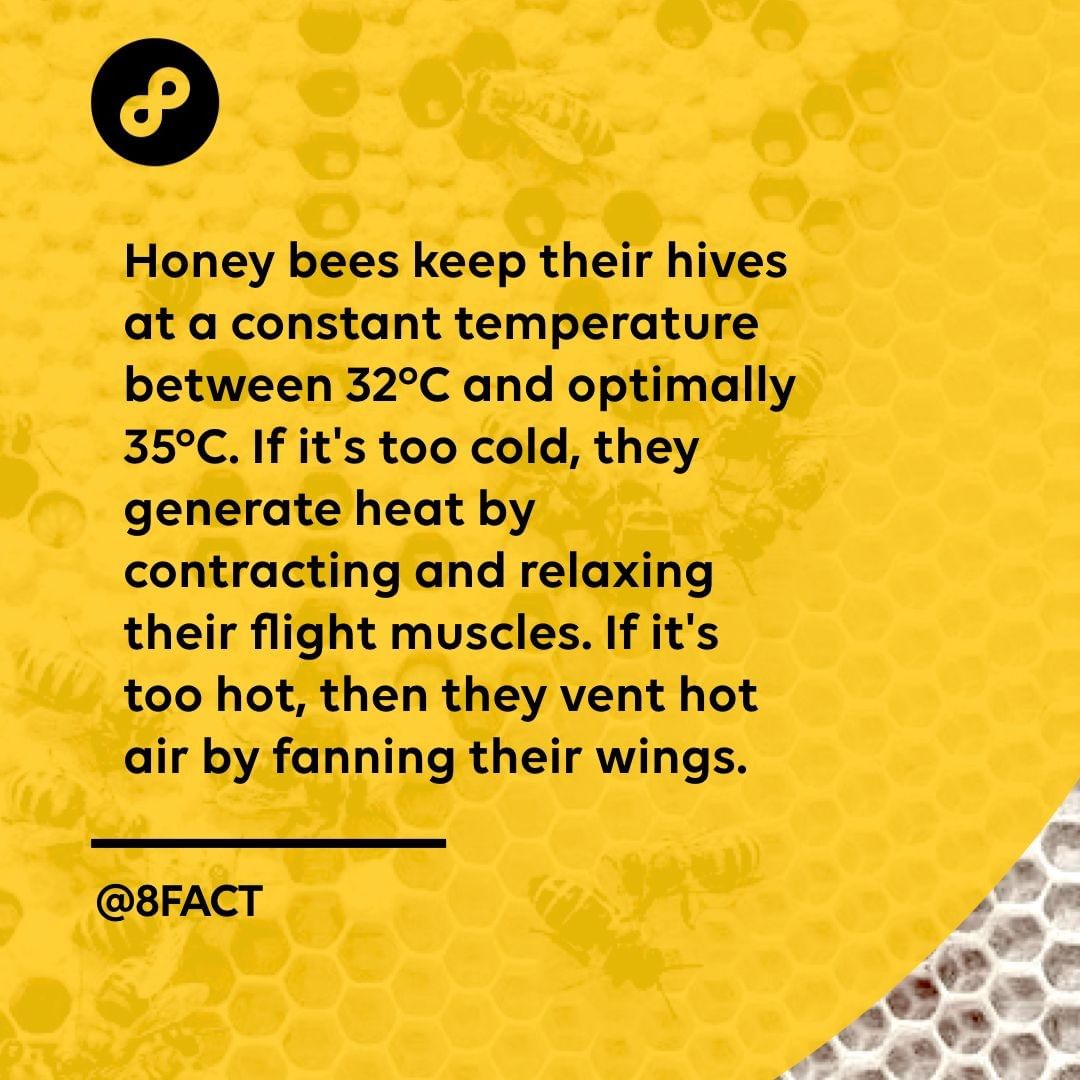 Honey bees keep their hives
at a constant temperature
between 32ºC and optimally
35ºC. If it's too cold, they
generate heat by
contracting and relaxing
their flight muscles. If it's
too hot, then they vent hot
air by fanning their wings.
@8FACT